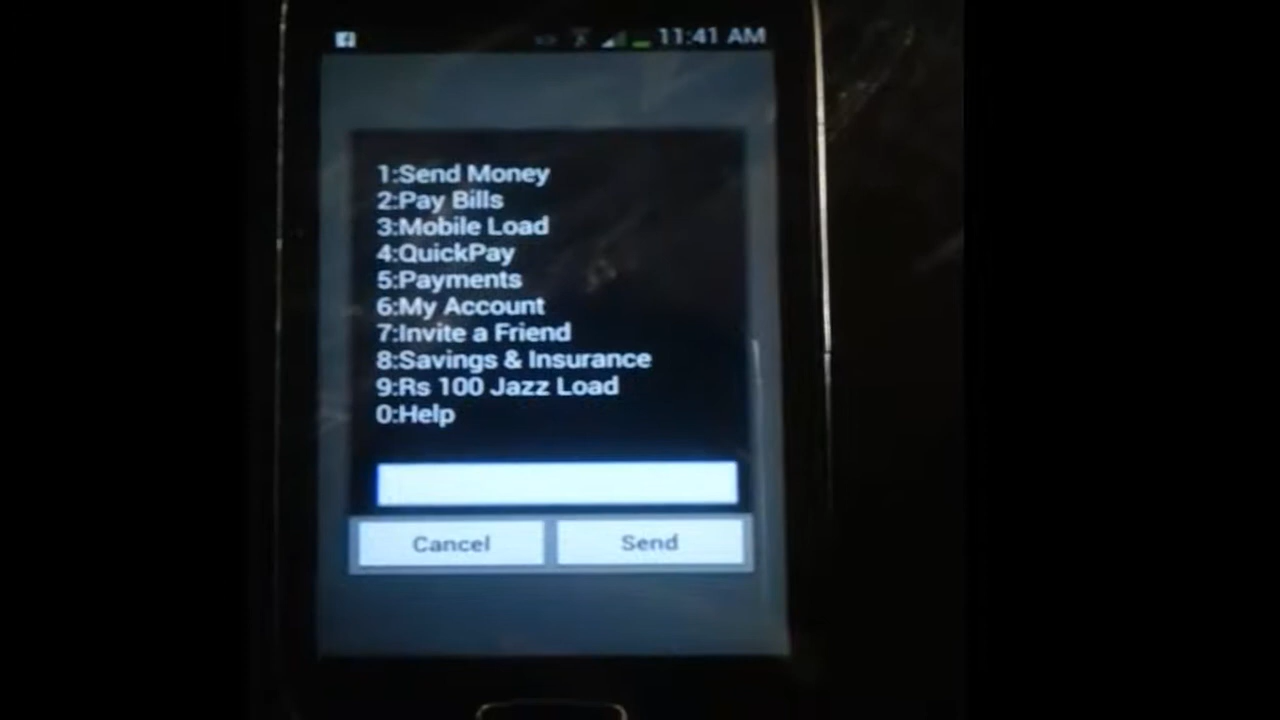 11:41 AM
1:Send Money
2:Pay Bills
3:Mobile Load
4:QuickPay
5:Payments
6:My Account
7:Invite a Friend
8:Savings & Insurance
9:Rs 100 Jazz Load
0:Help
Cancel
Send